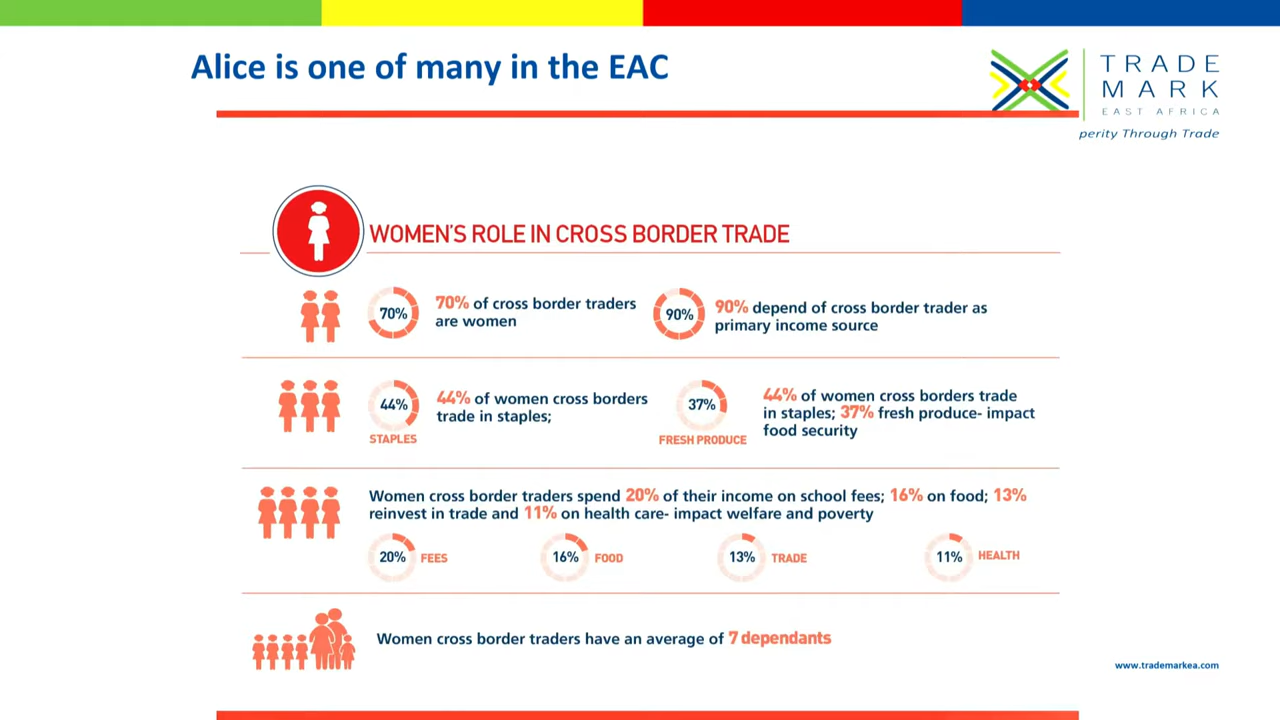 Alice is one of many in the EAC
TRADE
MARK
EAST AFRICA
perity Through Trade
WOMEN'S ROLE IN CROSS BORDER TRADE
70%
70% of cross border traders
are women
90%
90% depend of cross border trader as
primary income source
44%
STAPLES
44% of women cross borders
trade in staples;
37%
FRESH PRODUCE
44% of women cross borders trade
in staples; 37% fresh produce- impact
food security
Women cross border traders spend 20% of their income on school fees; 16% on food; 13%
reinvest in trade and 11% on health care- impact welfare and poverty
20% FEES
16% FOOD
13% TRADE
11% HEALTH
Women cross border traders have an average of 7 dependants
www.trademarkea.com